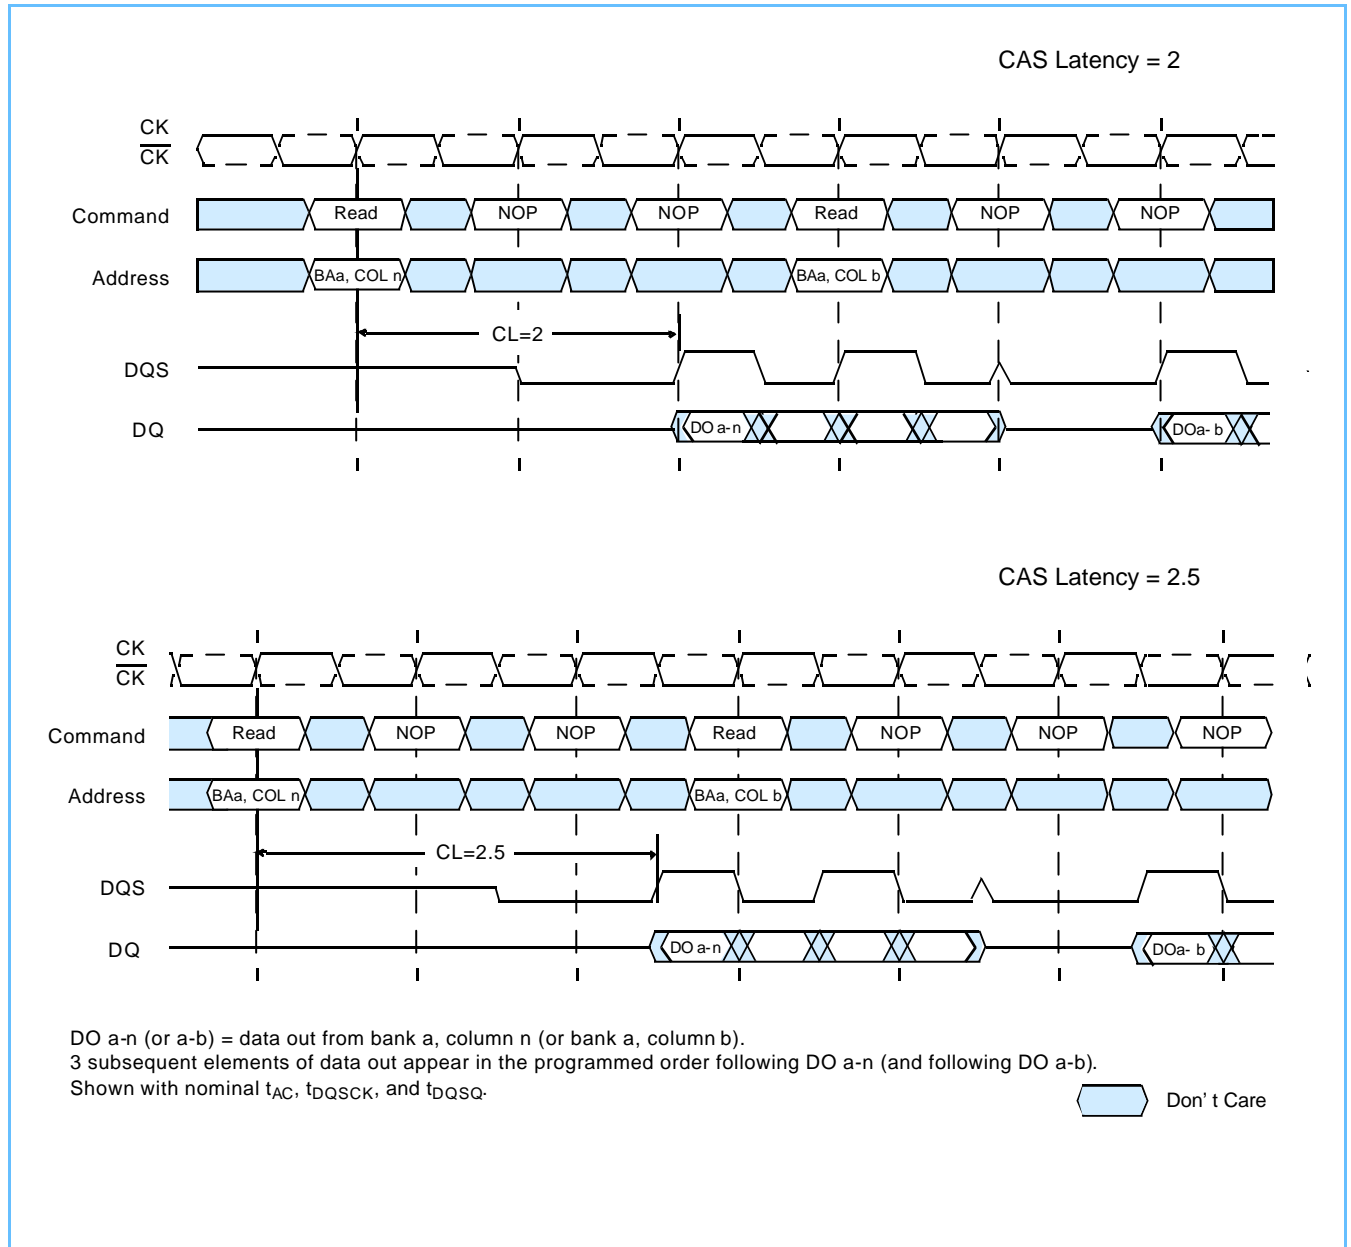 CAS Latency = 2
CK
CK
Command Read NOP NOP Read NOP NOP
Address BAa, COL n BAa, COL b
CL=2
DQS
DQ DO a-n DOa- b
CAS Latency = 2.5
CK
CK
Command Read NOP NOP Read NOP NOP NOP
Address BAa, COL n BAa, COL b
CL=2.5
DQS
DQ DO a-n DOa- b
DO a-n (or a-b) = data out from bank a, column n (or bank a, column b).
3 subsequent elements of data out appear in the programmed order following DO a-n (and following DO a-b).
Shown with nominal tAC, tDQSCK, and tDQSQ.
Don' t Care